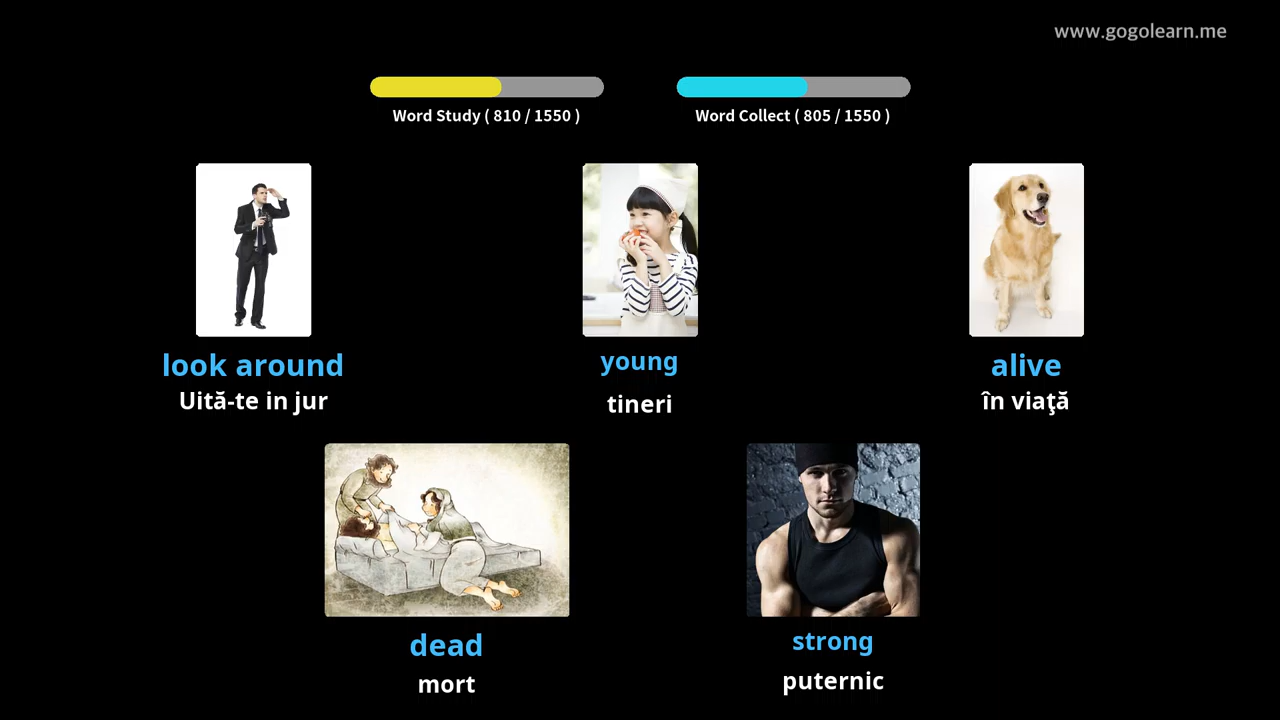 www.gogolearn.me
Word Study ( 810 / 1550 )
Word Collect ( 805 / 1550 )
look around
Uită-te in jur
young
tineri
alive
în viaţă
dead
mort
strong
puternic